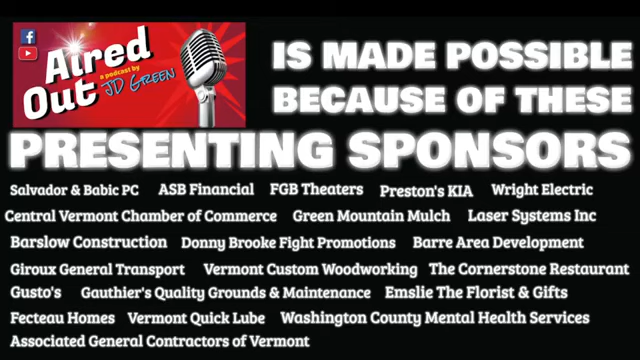 Aired
Out
a podcast by
JD GREEN
IS MADE POSSIBLE
BECAUSE OF THESE
PRESENTING SPONSORS
Salvador & Babic PC ASB Financial FGB Theaters Preston's KIA Wright Electric
Central Vermont Chamber of Commerce Green Mountain Mulch Laser Systems Inc
Barslow Construction Donny Brooke Fight Promotions Barre Area Development
Giroux General Transport Vermont Custom Woodworking The Cornerstone Restaurant
Gusto's Gauthier's Quality Grounds & Maintenance Emslie The Florist & Gifts
Fecteau Homes Vermont Quick Lube Washington County Mental Health Services
Associated General Contractors of Vermont